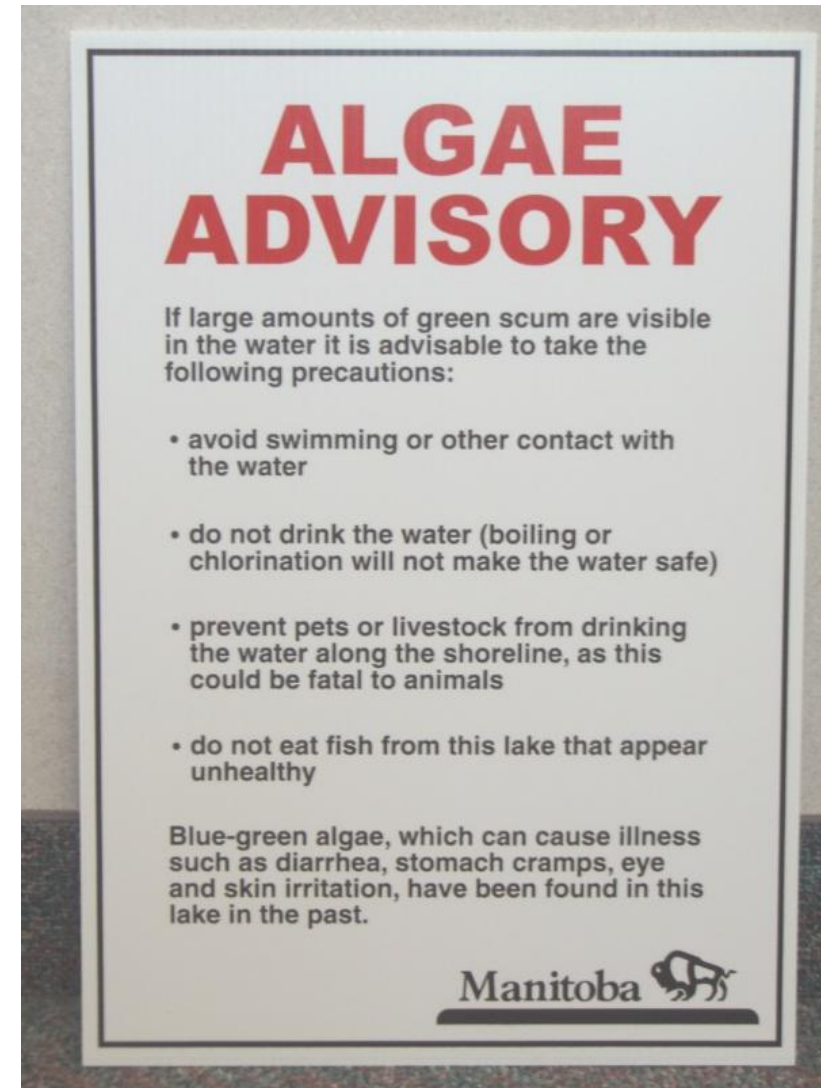 ALGAE
ADVISORY
If large amounts of green scum are visible
in the water it is advisable to take the
following precautions:
• avoid swimming or other contact with
the water
• do not drink the water (boiling or
chlorination will not make the water safe)
• prevent pets or livestock from drinking
the water along the shoreline, as this
could be fatal to animals
• do not eat fish from this lake that appear
unhealthy
Blue-green algae, which can cause illness
such as diarrhea, stomach cramps, eye
and skin irritation, have been found in this
lake in the past.
Manitoba